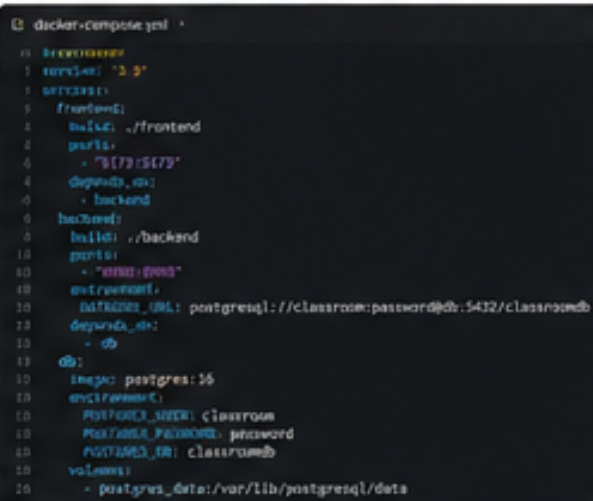 docker-compose.yml
version: "3.9"
services:
frontend:
build: ./frontend
ports:
- "5173:5173"
depends_on:
- backend
backend:
build: ./backend
ports:
-
environment:
DATABASE_URL: postgresql://classroom:password@db:5432/classroomdb
depends_on:
- db
db:
image: postgres:16
environment:
POSTGRES_USER: classroom
POSTGRES_PASSWORD: password
POSTGRES_DB: classroomdb
volumes:
- postgres_data:/var/lib/postgresql/data